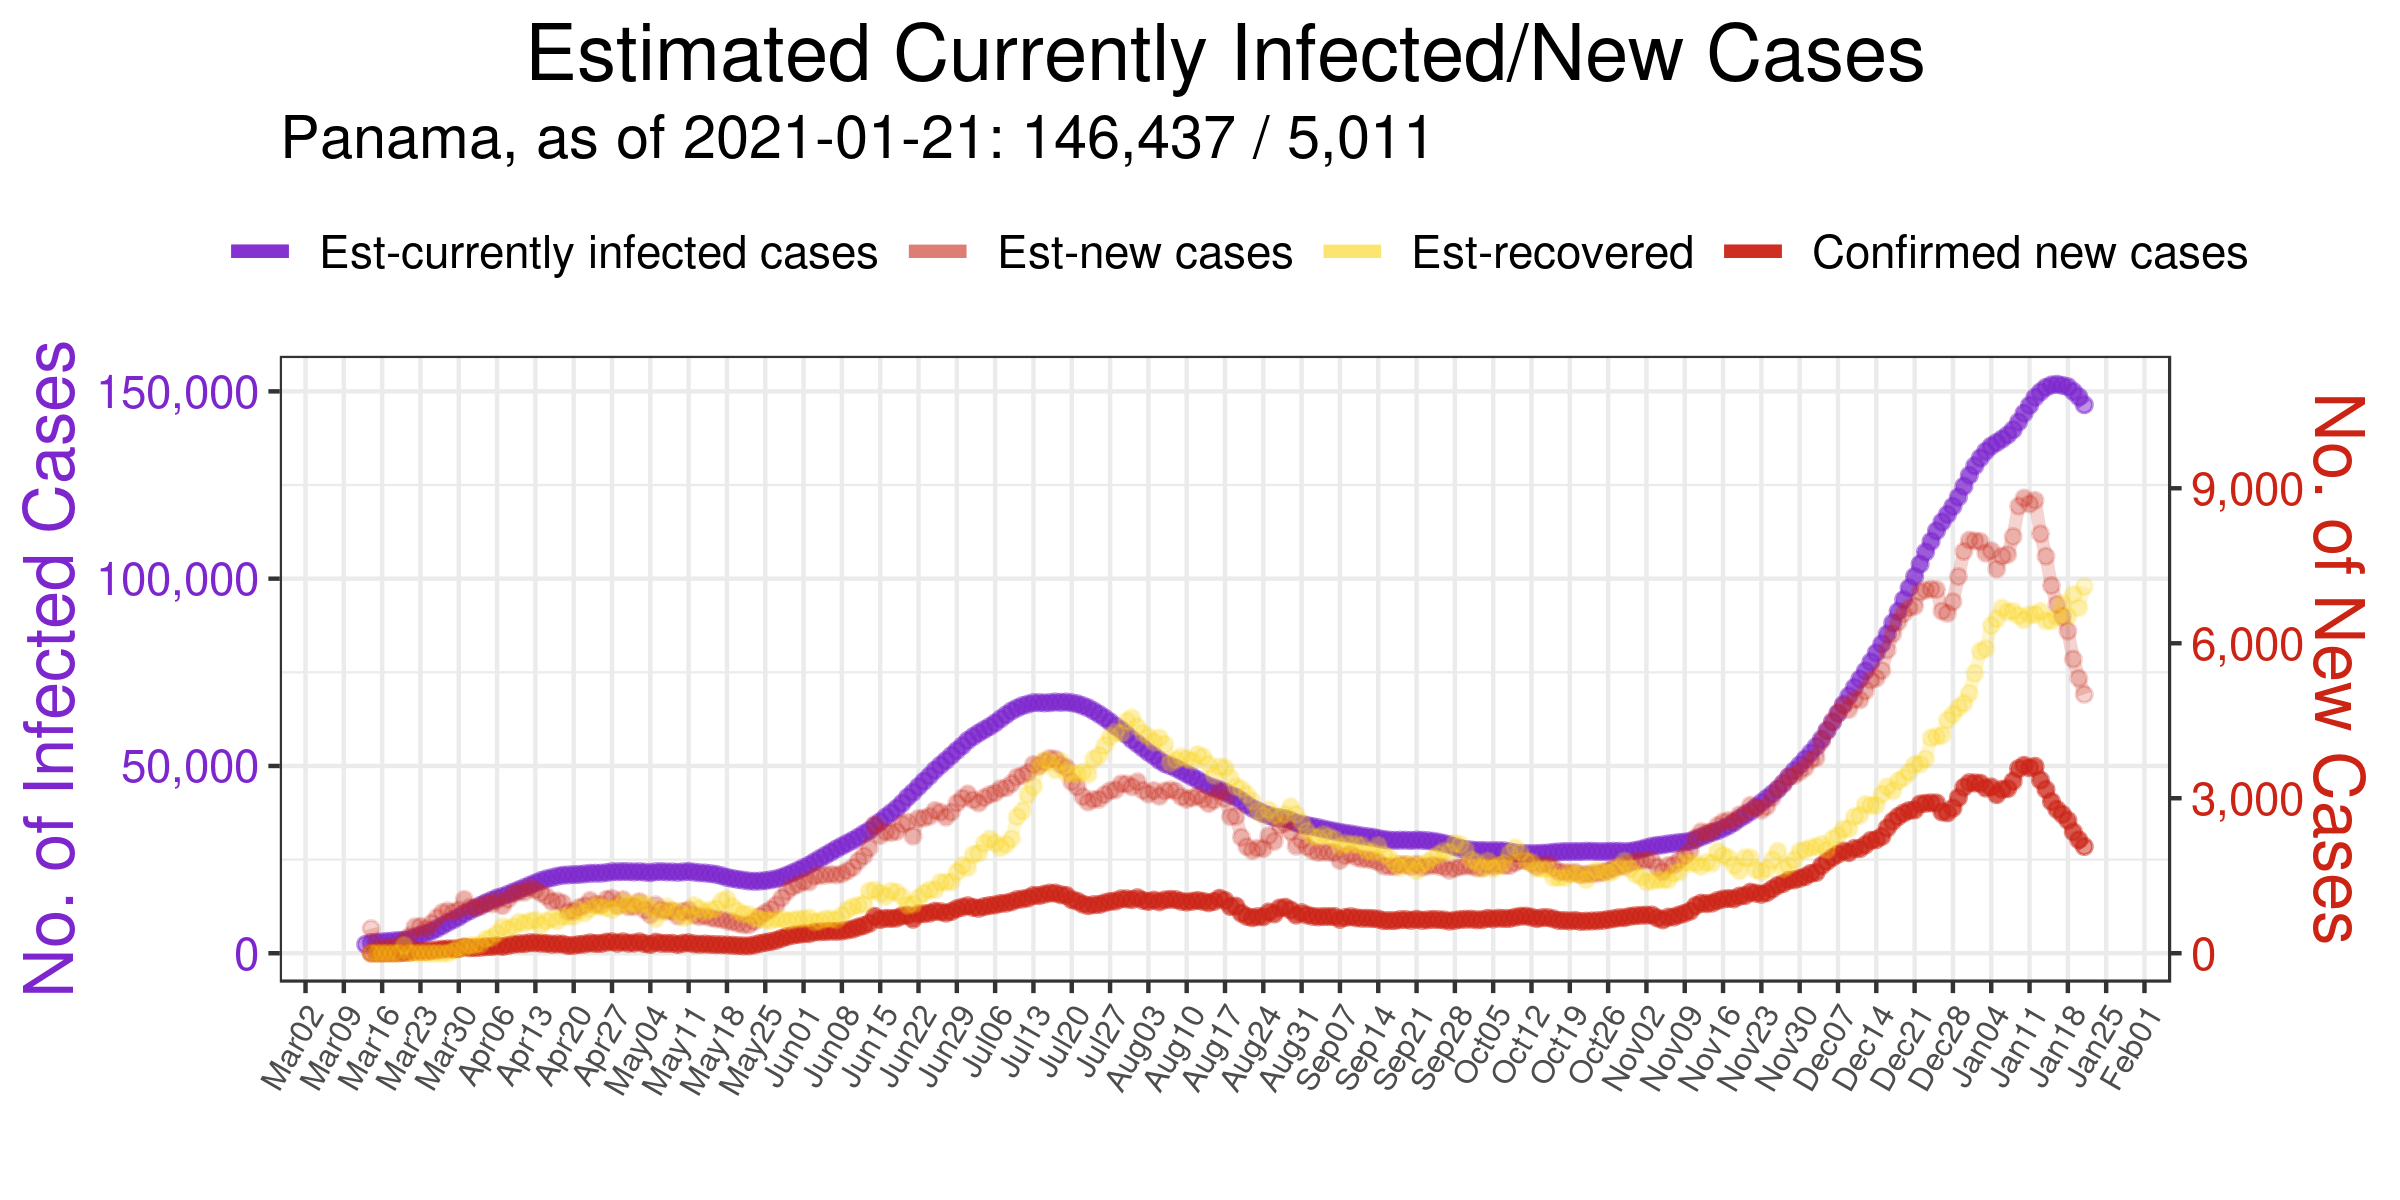 Estimated Currently Infected/New Cases
Panama, as of 2021-01-21: 146,437 / 5,011
Est-currently infected cases
Est-new cases
Est-recovered
Confirmed new cases
No. of Infected Cases
150,000
100,000
50,000
0
9,000
6,000
3,000
0
No. of New Cases
Mar02
Mar09
Mar16
Mar23
Mar30
Apr06
Apr13
Apr20
Apr27
May04
May11
May18
May25
Jun01
Jun08
Jun15
Jun22
Jun29
Jul06
Jul13
Jul20
Jul27
Aug03
Aug10
Aug17
Aug24
Aug31
Sep07
Sep14
Sep21
Sep28
Oct05
Oct12
Oct19
Oct26
Nov02
Nov09
Nov16
Nov23
Nov30
Dec07
Dec14
Dec21
Dec28
Jan04
Jan11
Jan18
Jan25
Feb01